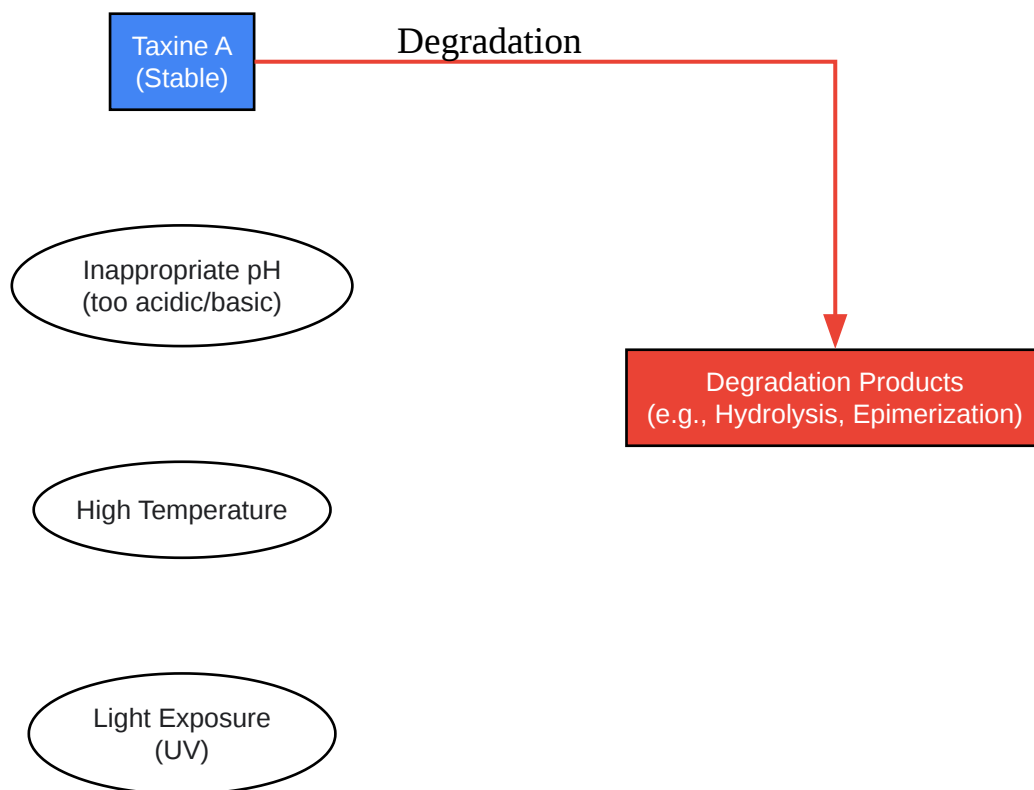 Taxine A
(Stable)
Degradation
Inappropriate pH
(too acidic/basic)
Degradation Products
(e.g., Hydrolysis, Epimerization)
High Temperature
Light Exposure
(UV)